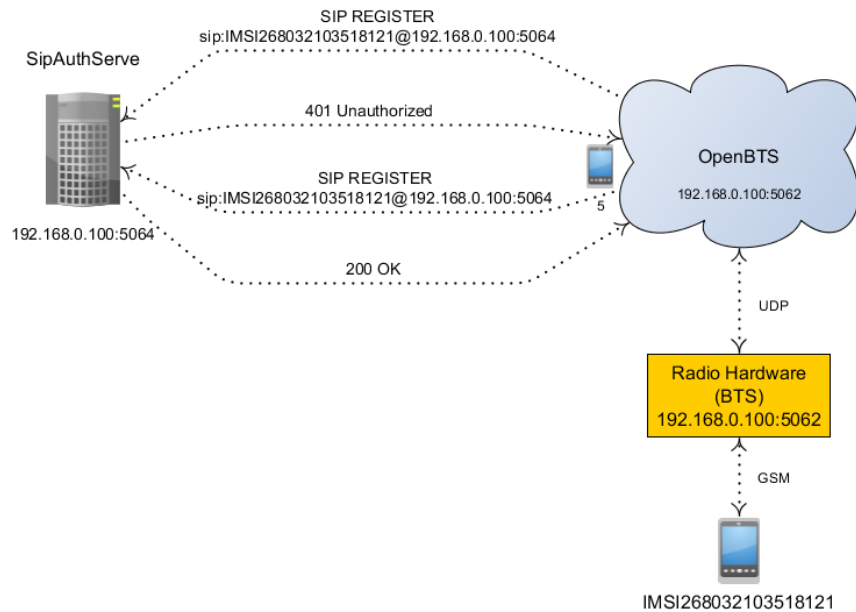 SIP REGISTER
sip:IMSI268032103518121@192.168.0.100:5064
SipAuthServe
401 Unauthorized
OpenBTS
SIP REGISTER
sip:IMSI268032103518121@192.168.0.100:5064
192.168.0.100:5062
5
192.168.0.100:5064
200 OK
UDP
Radio Hardware
(BTS)
192.168.0.100:5062
GSM
IMSI268032103518121